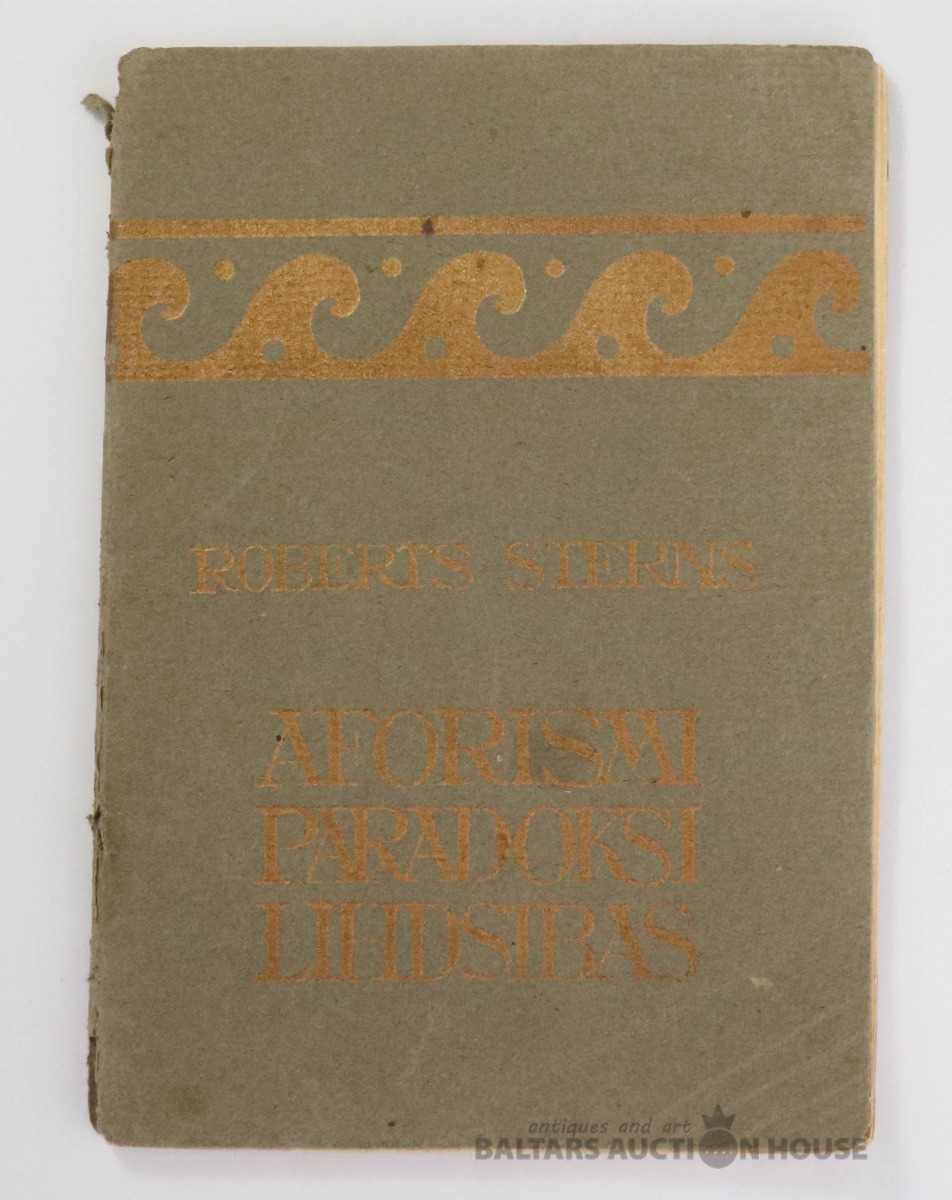 ROBERTS STERNS
AFORISMI
PARADOKSI
LIHDSIBAS
antiques and art
BALTARS AUCTION HOUSE